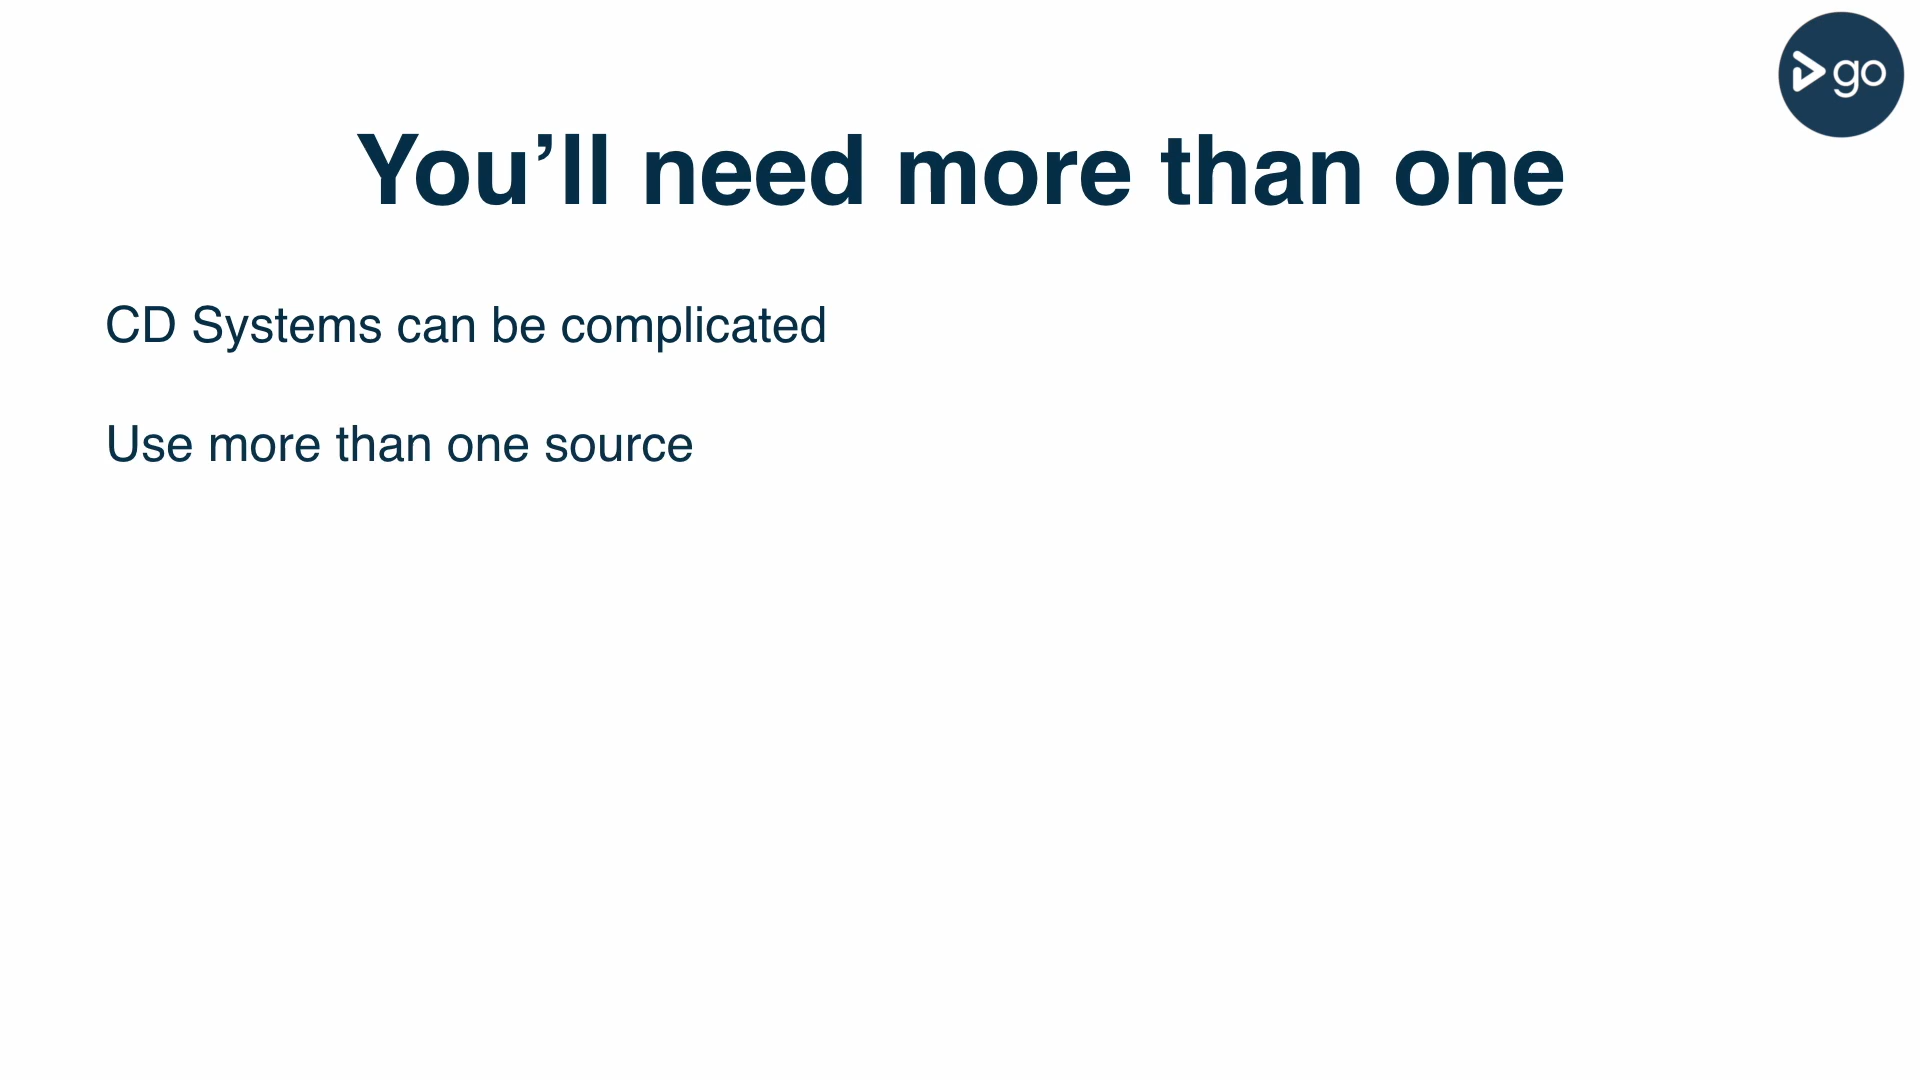 go
You’ll need more than one
CD Systems can be complicated
Use more than one source